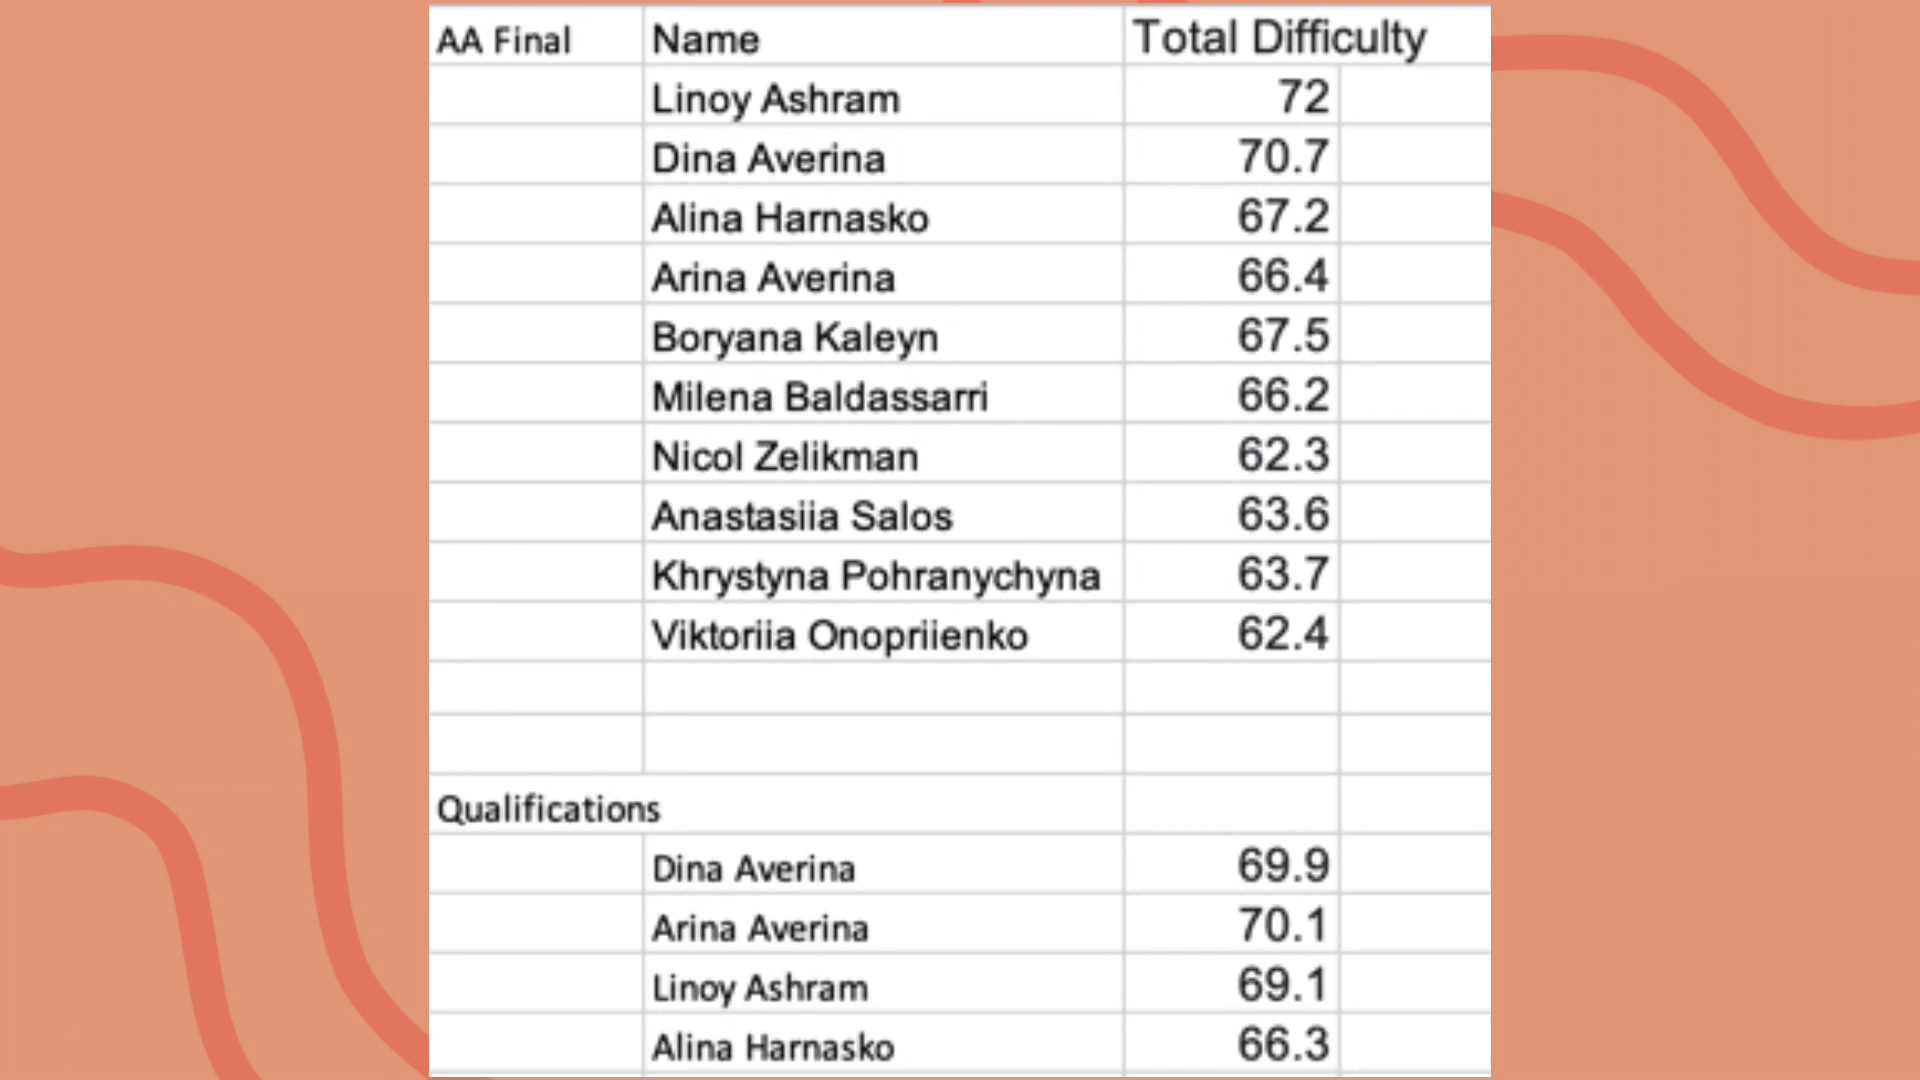 AA Final Name Total Difficulty
Linoy Ashram 72
Dina Averina 70.7
Alina Harnasko 67.2
Arina Averina 66.4
Boryana Kaleyn 67.5
Milena Baldassarri 66.2
Nicol Zelikman 62.3
Anastasiia Salos 63.6
Khrystyna Pohranychyna 63.7
Viktoriia Onopriienko 62.4
Qualifications
Dina Averina 69.9
Arina Averina 70.1
Linoy Ashram 69.1
Alina Harnasko 66.3